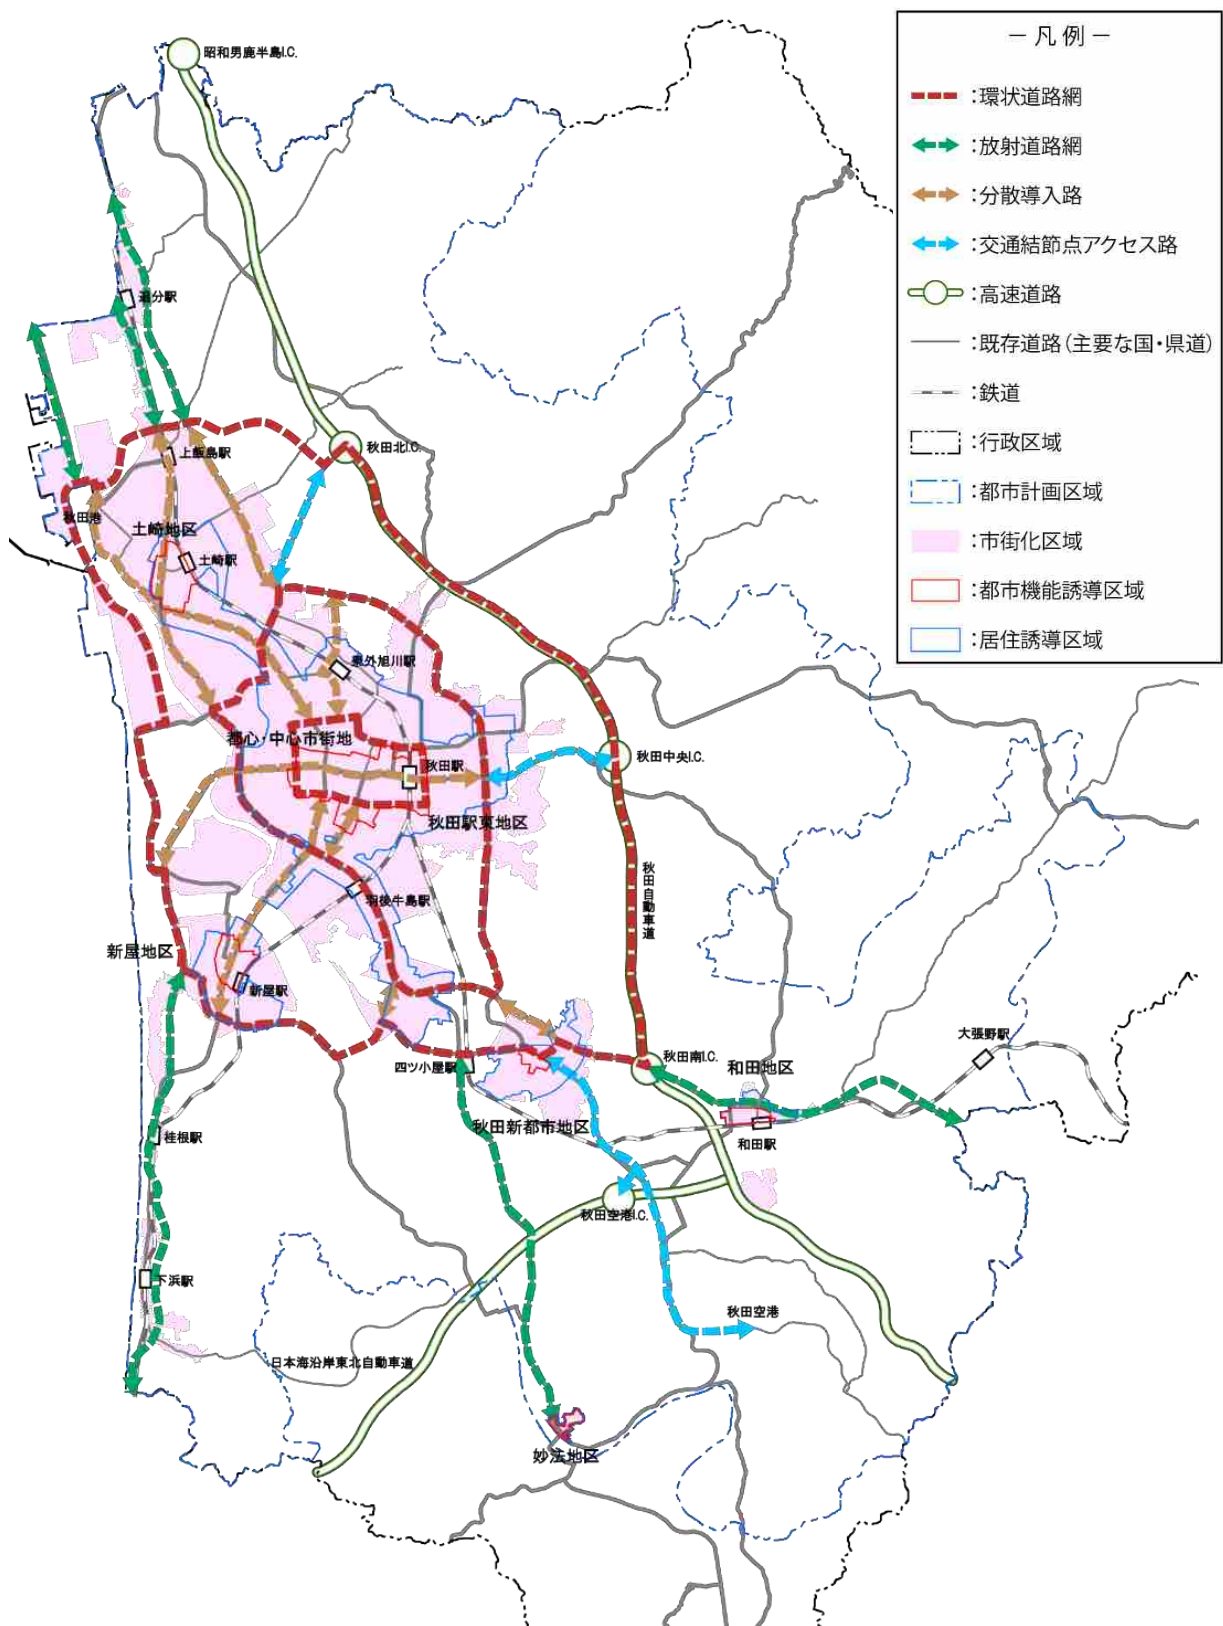 －凡例－
：環状道路網
：放射道路網
：分散導入路
：交通結節点アクセス路
：高速道路
：既存道路（主要な国・県道）
：鉄道
：行政区域
：都市計画区域
：市街化区域
：都市機能誘導区域
：居住誘導区域
昭和男鹿半島I.C.
追分駅
上飯島駅
秋田北I.C.
秋田港
土崎地区
土崎駅
泉外旭川駅
都心・中心市街地
秋田駅
秋田中央I.C.
秋田駅東地区
秋田自動車道
羽後牛島駅
新屋地区
新屋駅
四ツ小屋駅
秋田南I.C.
和田地区
大張野駅
秋田新都市地区
和田駅
桂根駅
秋田空港I.C.
下浜駅
秋田空港
日本海沿岸東北自動車道
妙法地区